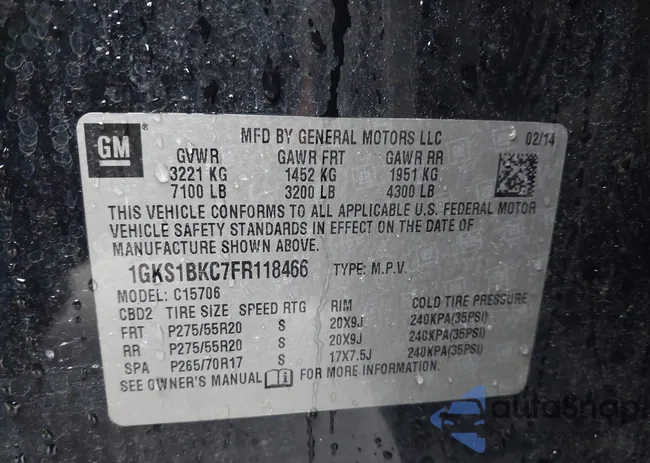 GM
MFD BY GENERAL MOTORS LLC 02/14
GVWR GAWR FRT GAWR RR
3221 KG 1452 KG 1951 KG
7100 LB 3200 LB 4300 LB
THIS VEHICLE CONFORMS TO ALL APPLICABLE U.S. FEDERAL MOTOR
VEHICLE SAFETY STANDARDS IN EFFECT ON THE DATE OF
MANUFACTURE SHOWN ABOVE.
1GKS1BKC7FR118466 TYPE: M.P.V.
MODEL: C15706
CBD2 TIRE SIZE SPEED RTG RIM COLD TIRE PRESSURE
FRT P275/55R20 S 20X9J 240KPA(35PSI)
RR P275/55R20 S 20X9J 240KPA(35PSI)
SPA P265/70R17 S 17X7.5J 240KPA(35PSI)
SEE OWNER'S MANUAL FOR MORE INFORMATION.
autoSnap